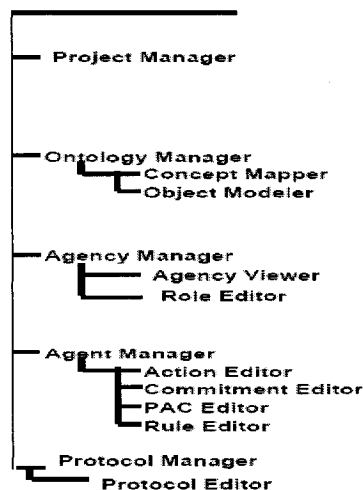 Project Manager
Ontology Manager
Concept Mapper
Object Modeler
Agency Manager
Agency Viewer
Role Editor
Agent Manager
Action Editor
Commitment Editor
PAC Editor
Rule Editor
Protocol Manager
Protocol Editor